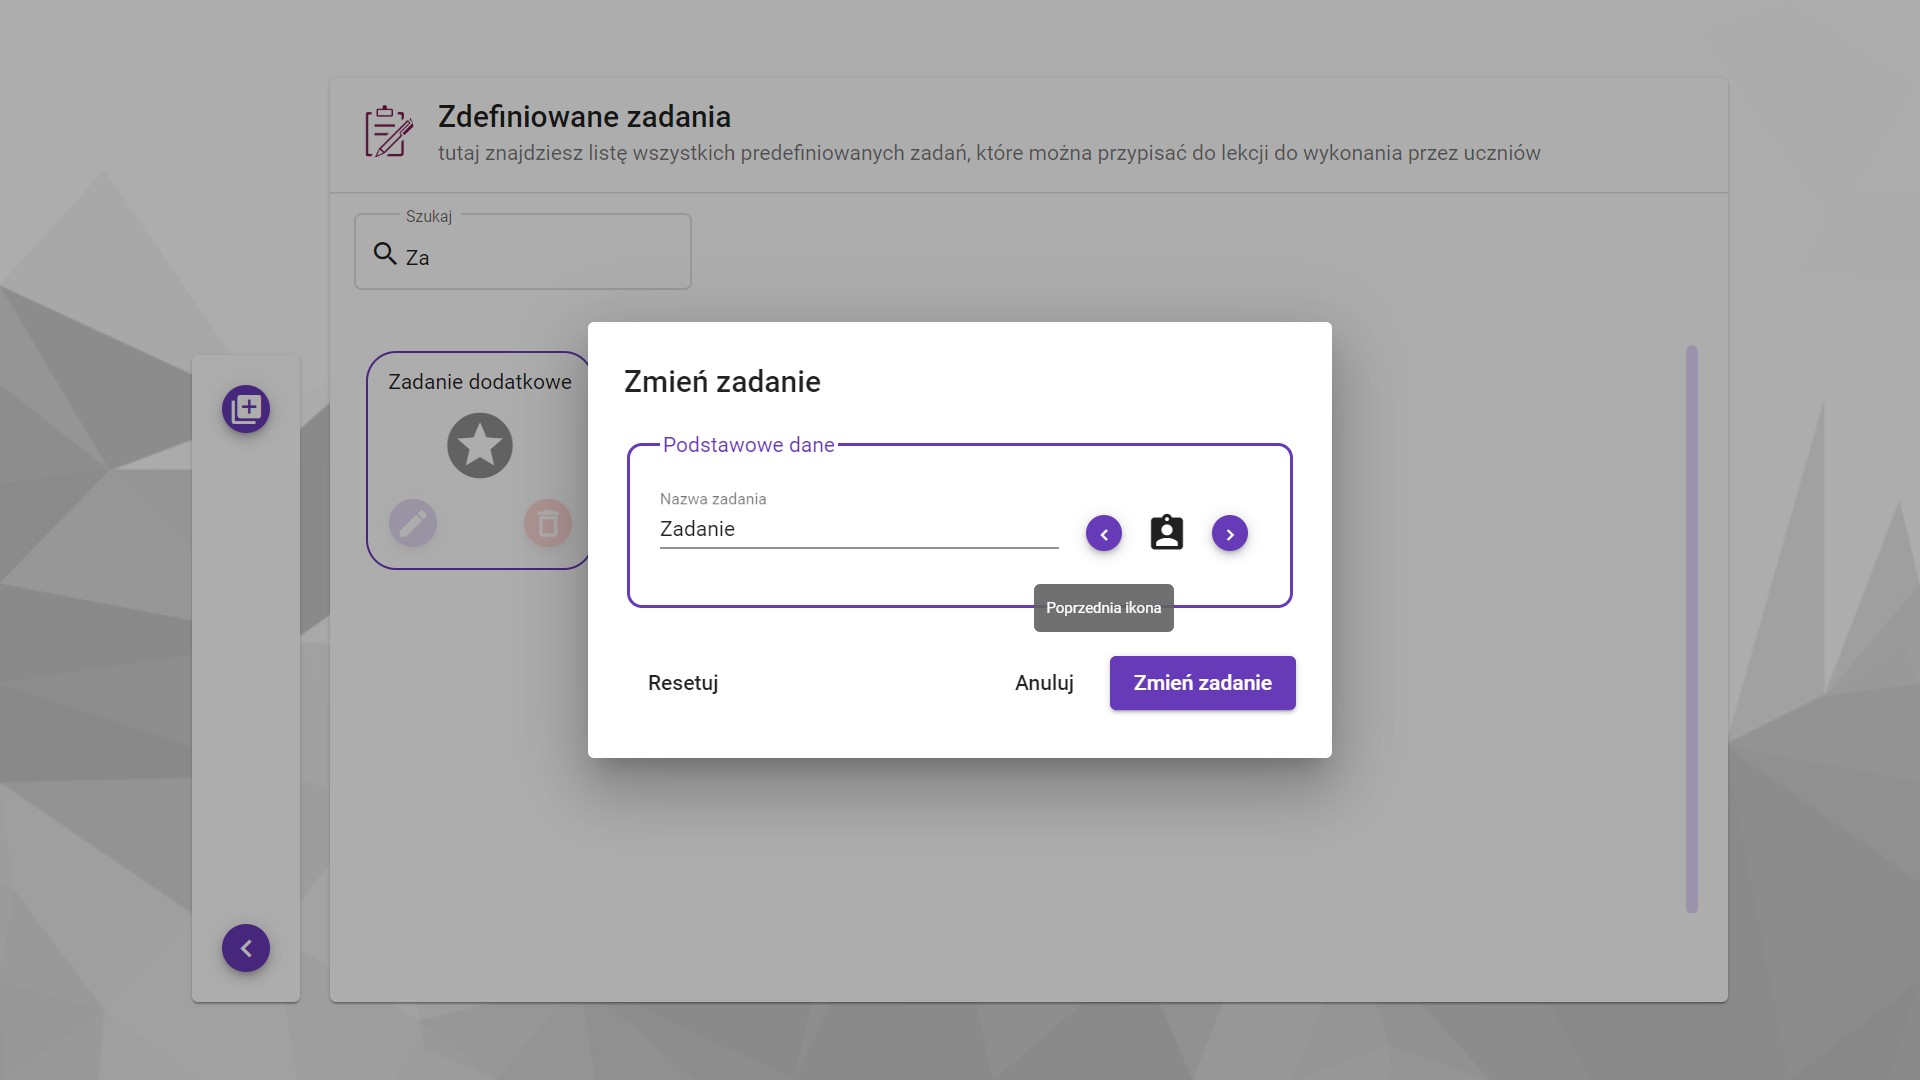 Zdefiniowane zadania
tutaj znajdziesz listę wszystkich predefiniowanych zadań, które można przypisać do lekcji do wykonania przez uczniów
Szukaj
Za
Zadanie dodatkowe
Zmień zadanie
Podstawowe dane
Nazwa zadania
Zadanie
Poprzednia ikona
Resetuj
Anuluj
Zmień zadanie